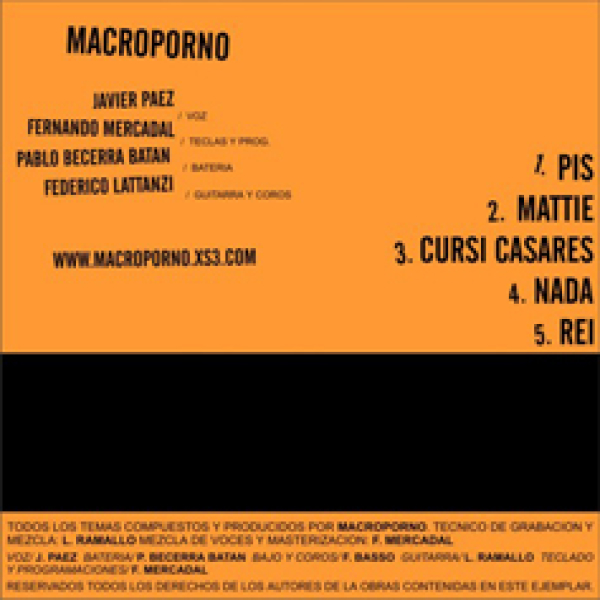 MACROPORNO
JAVIER PAEZ / VOZ
FERNANDO MERCADAL / TECLAS Y PROG.
PABLO BECERRA BATAN / BATERIA
FEDERICO LATTANZI / GUITARRA Y COROS
WWW.MACROPORNO.XS3.COM
1. PIS
2. MATTIE
3. CURSI CASARES
4. NADA
5. REI
TODOS LOS TEMAS COMPUESTOS Y PRODUCIDOS POR MACROPORNO. TECNICO DE GRABACION Y
MEZCLA: L. RAMALLO MEZCLA DE VOCES Y MASTERIZACION: F. MERCADAL
VOZ/ J. PAEZ BATERIA/ P. BECERRA BATAN BAJO Y COROS/ F. BASSO GUITARRA/ L. RAMALLO TECLADO
Y PROGRAMACIONES/ F. MERCADAL
RESERVADOS TODOS LOS DERECHOS DE LOS AUTORES DE LA OBRAS CONTENIDAS EN ESTE EJEMPLAR.